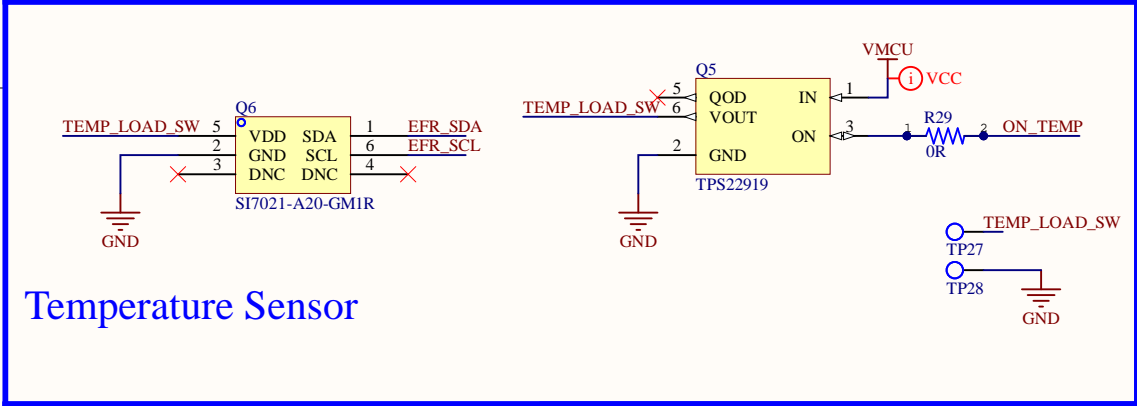 VMCU
i VCC
Q5
5 QOD IN 1
TEMP_LOAD_SW 6 VOUT
R29
ON 3 1 2 ON_TEMP
0R
2 GND
TPS22919
GND
Q6
TEMP_LOAD_SW 5 VDD SDA 1 EFR_SDA
2 GND SCL 6 EFR_SCL
3 DNC DNC 4
SI7021-A20-GM1R
GND
TEMP_LOAD_SW
TP27
TP28
GND
Temperature Sensor